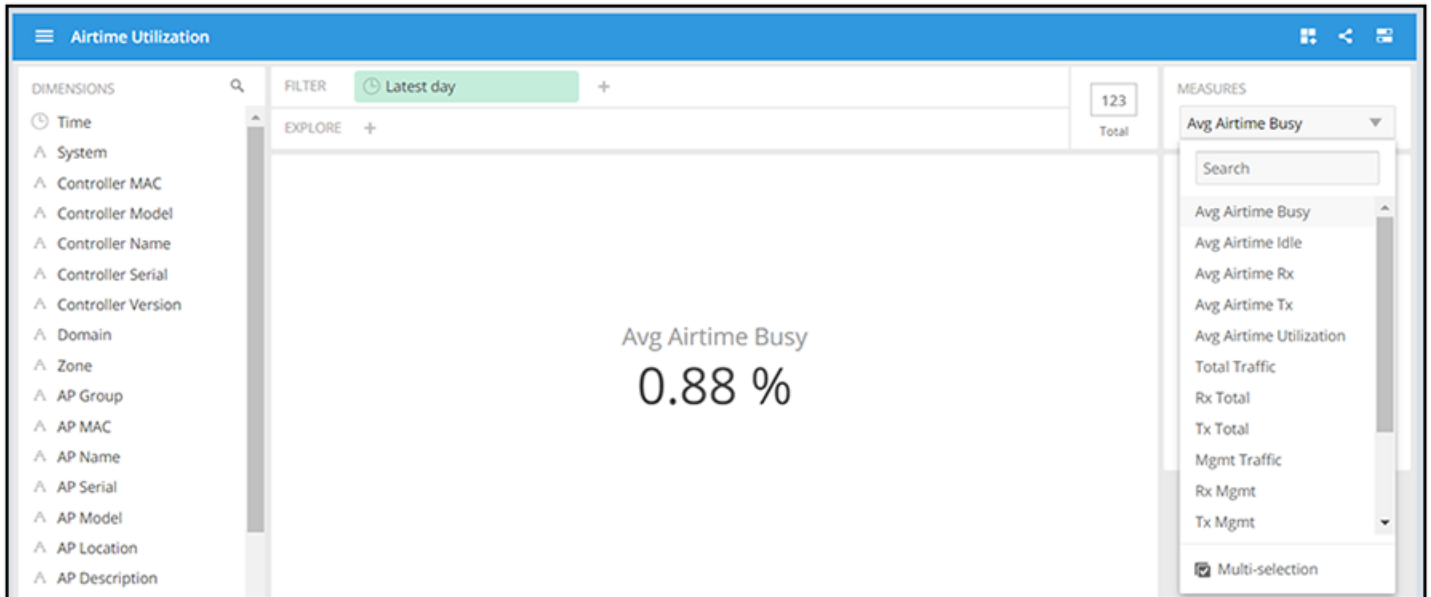 Airtime Utilization
DIMENSIONS
Time
System
Controller MAC
Controller Model
Controller Name
Controller Serial
Controller Version
Domain
Zone
AP Group
AP MAC
AP Name
AP Serial
AP Model
AP Location
AP Description
FILTER
Latest day
+
EXPLORE +
123
Total
Avg Airtime Busy
0.88 %
MEASURES
Avg Airtime Busy
Search
Avg Airtime Busy
Avg Airtime Idle
Avg Airtime Rx
Avg Airtime Tx
Avg Airtime Utilization
Total Traffic
Rx Total
Tx Total
Mgmt Traffic
Rx Mgmt
Tx Mgmt
Multi-selection